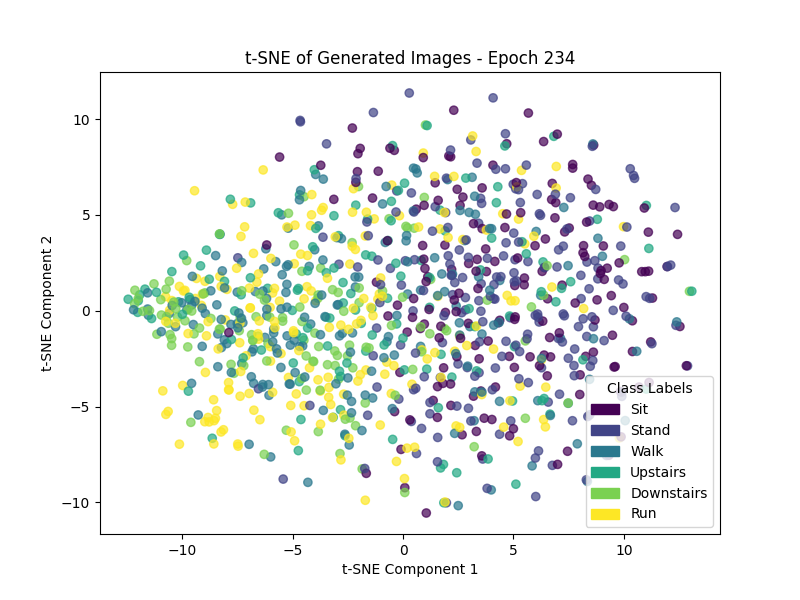 t-SNE of Generated Images - Epoch 234
t-SNE Component 2
10
5
0
−5
−10
−10
−5
0
5
10
t-SNE Component 1
Class Labels
Sit
Stand
Walk
Upstairs
Downstairs
Run